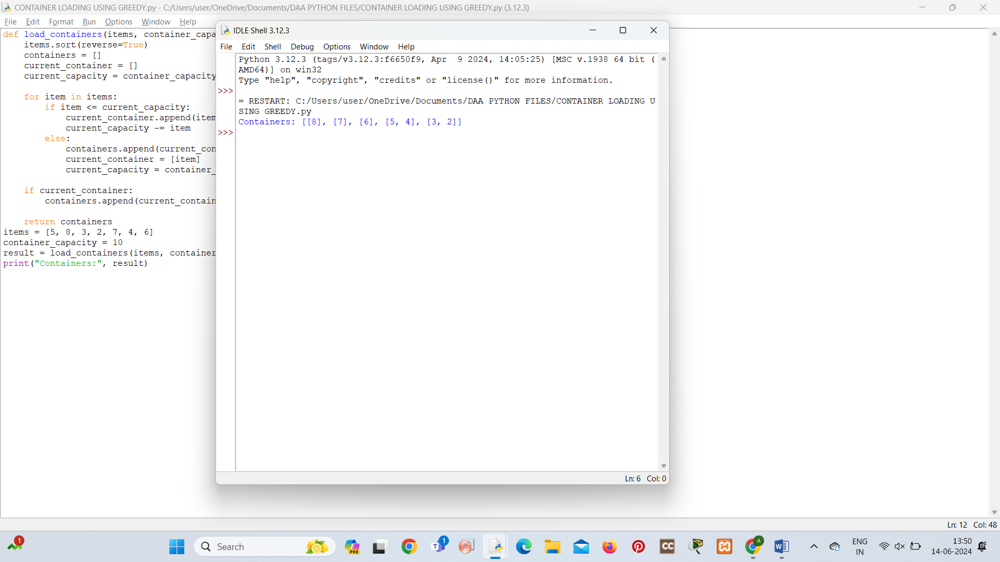 CONTAINER LOADING USING GREEDY.py - C:/Users/user/OneDrive/Documents/DAA PYTHON FILES/CONTAINER LOADING USING GREEDY.py (3.12.3)
File Edit Format Run Options Window Help
def load_containers(items, container_capa
items.sort(reverse=True)
containers = []
current_container = []
current_capacity = container_capacity
for item in items:
if item <= current_capacity:
current_container.append(item
current_capacity -= item
else:
containers.append(current_con
current_container = [item]
current_capacity = container_
if current_container:
containers.append(current_contain
return containers
items = [5, 8, 3, 2, 7, 4, 6]
container_capacity = 10
result = load_containers(items, container
print("Containers:", result)
IDLE Shell 3.12.3
File Edit Shell Debug Options Window Help
Python 3.12.3 (tags/v3.12.3:f6650f9, Apr  9 2024, 14:05:25) [MSC v.1938 64 bit (
AMD64)] on win32
Type "help", "copyright", "credits" or "license()" for more information.
>>>
= RESTART: C:/Users/user/OneDrive/Documents/DAA PYTHON FILES/CONTAINER LOADING U
SING GREEDY.py
Containers: [[8], [7], [6], [5, 4], [3, 2]]
>>>
Ln: 6 Col: 0
Ln: 12 Col: 48
1
Search
PRE
1
T
CC
A
W
ENG
IN
13:50
14-06-2024